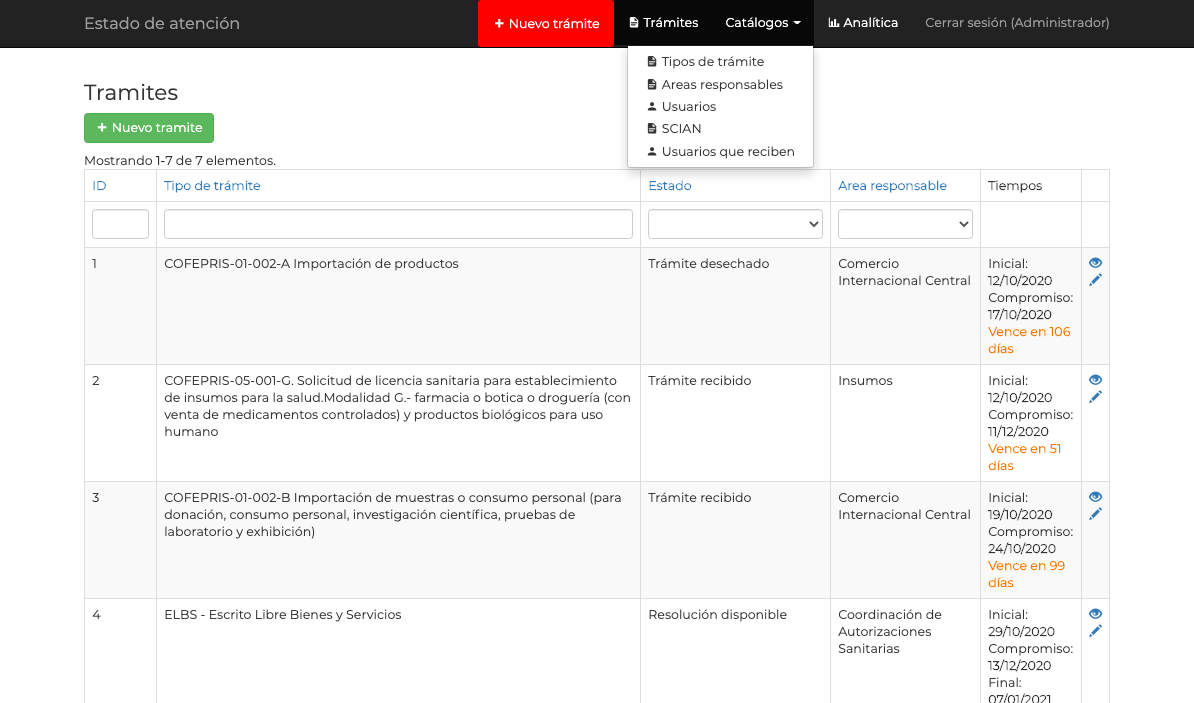 Estado de atención
+ Nuevo trámite
Trámites
Catálogos
Analítica
Cerrar sesión (Administrador)
Tipos de trámite
Areas responsables
Usuarios
SCIAN
Usuarios que reciben
Tramites
+ Nuevo tramite
Mostrando 1-7 de 7 elementos.
ID
Tipo de trámite
Estado
Area responsable
Tiempos
1
COFEPRIS-01-002-A Importación de productos
Trámite desechado
Comercio
Internacional Central
Inicial:
12/10/2020
Compromiso:
17/10/2020
Vence en 106
días
2
COFEPRIS-05-001-G. Solicitud de licencia sanitaria para establecimiento
de insumos para la salud.Modalidad G.- farmacia o botica o droguería (con
venta de medicamentos controlados) y productos biológicos para uso
humano
Trámite recibido
Insumos
Inicial:
12/10/2020
Compromiso:
11/12/2020
Vence en 51
días
3
COFEPRIS-01-002-B Importación de muestras o consumo personal (para
donación, consumo personal, investigación científica, pruebas de
laboratorio y exhibición)
Trámite recibido
Comercio
Internacional Central
Inicial:
19/10/2020
Compromiso:
24/10/2020
Vence en 99
días
4
ELBS - Escrito Libre Bienes y Servicios
Resolución disponible
Coordinación de
Autorizaciones
Sanitarias
Inicial:
29/10/2020
Compromiso:
13/12/2020
Final:
07/01/2021